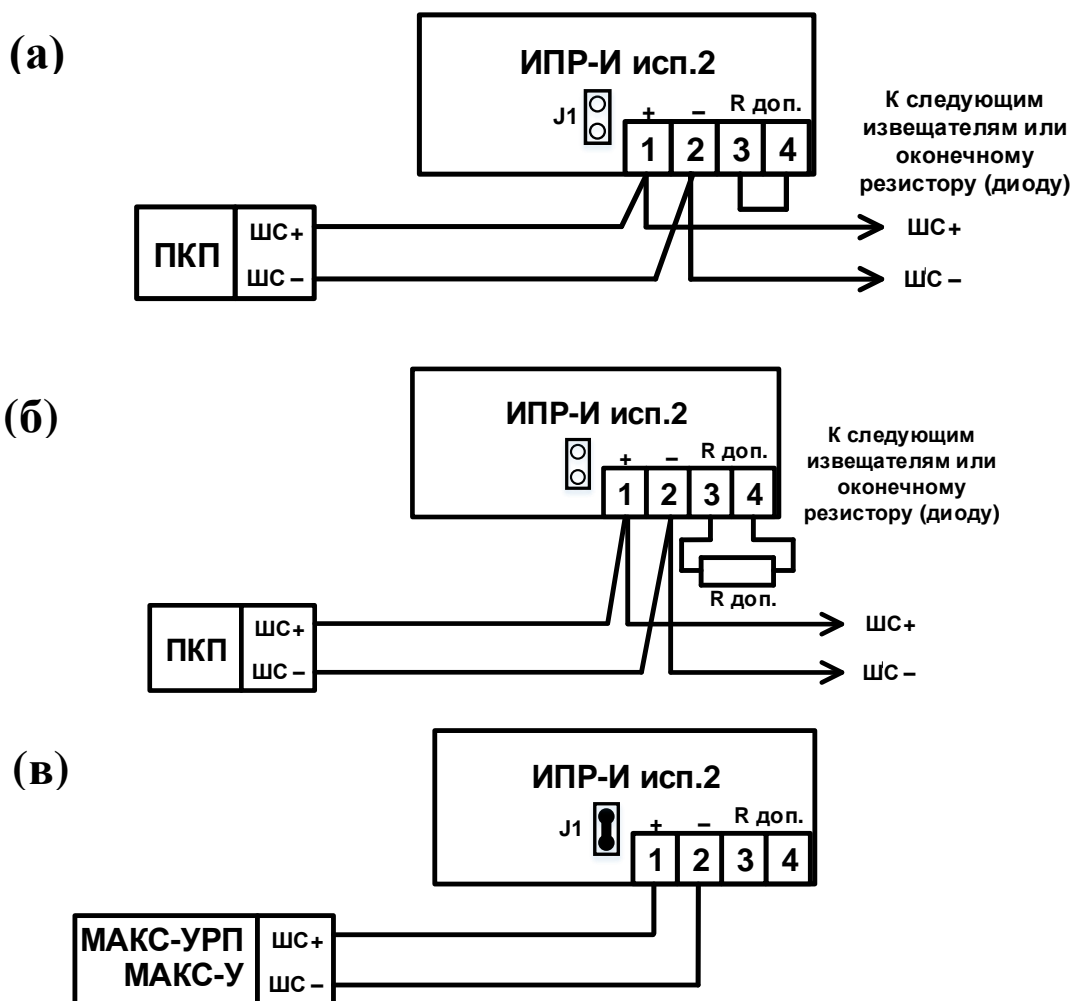 (а)
ИПР-И исп.2
J1
+ – R доп.
1 2 3 4
К следующим
извещателям или
оконечному
резистору (диоду)
ПКП
ШС+
ШС –
ШС+
ШС –
(б)
ИПР-И исп.2
+ – R доп.
1 2 3 4
К следующим
извещателям или
оконечному
резистору (диоду)
R доп.
ПКП
ШС+
ШС –
ШС+
ШС –
(в)
ИПР-И исп.2
J1
+ – R доп.
1 2 3 4
МАКС-УРП
МАКС-У
ШС+
ШС –